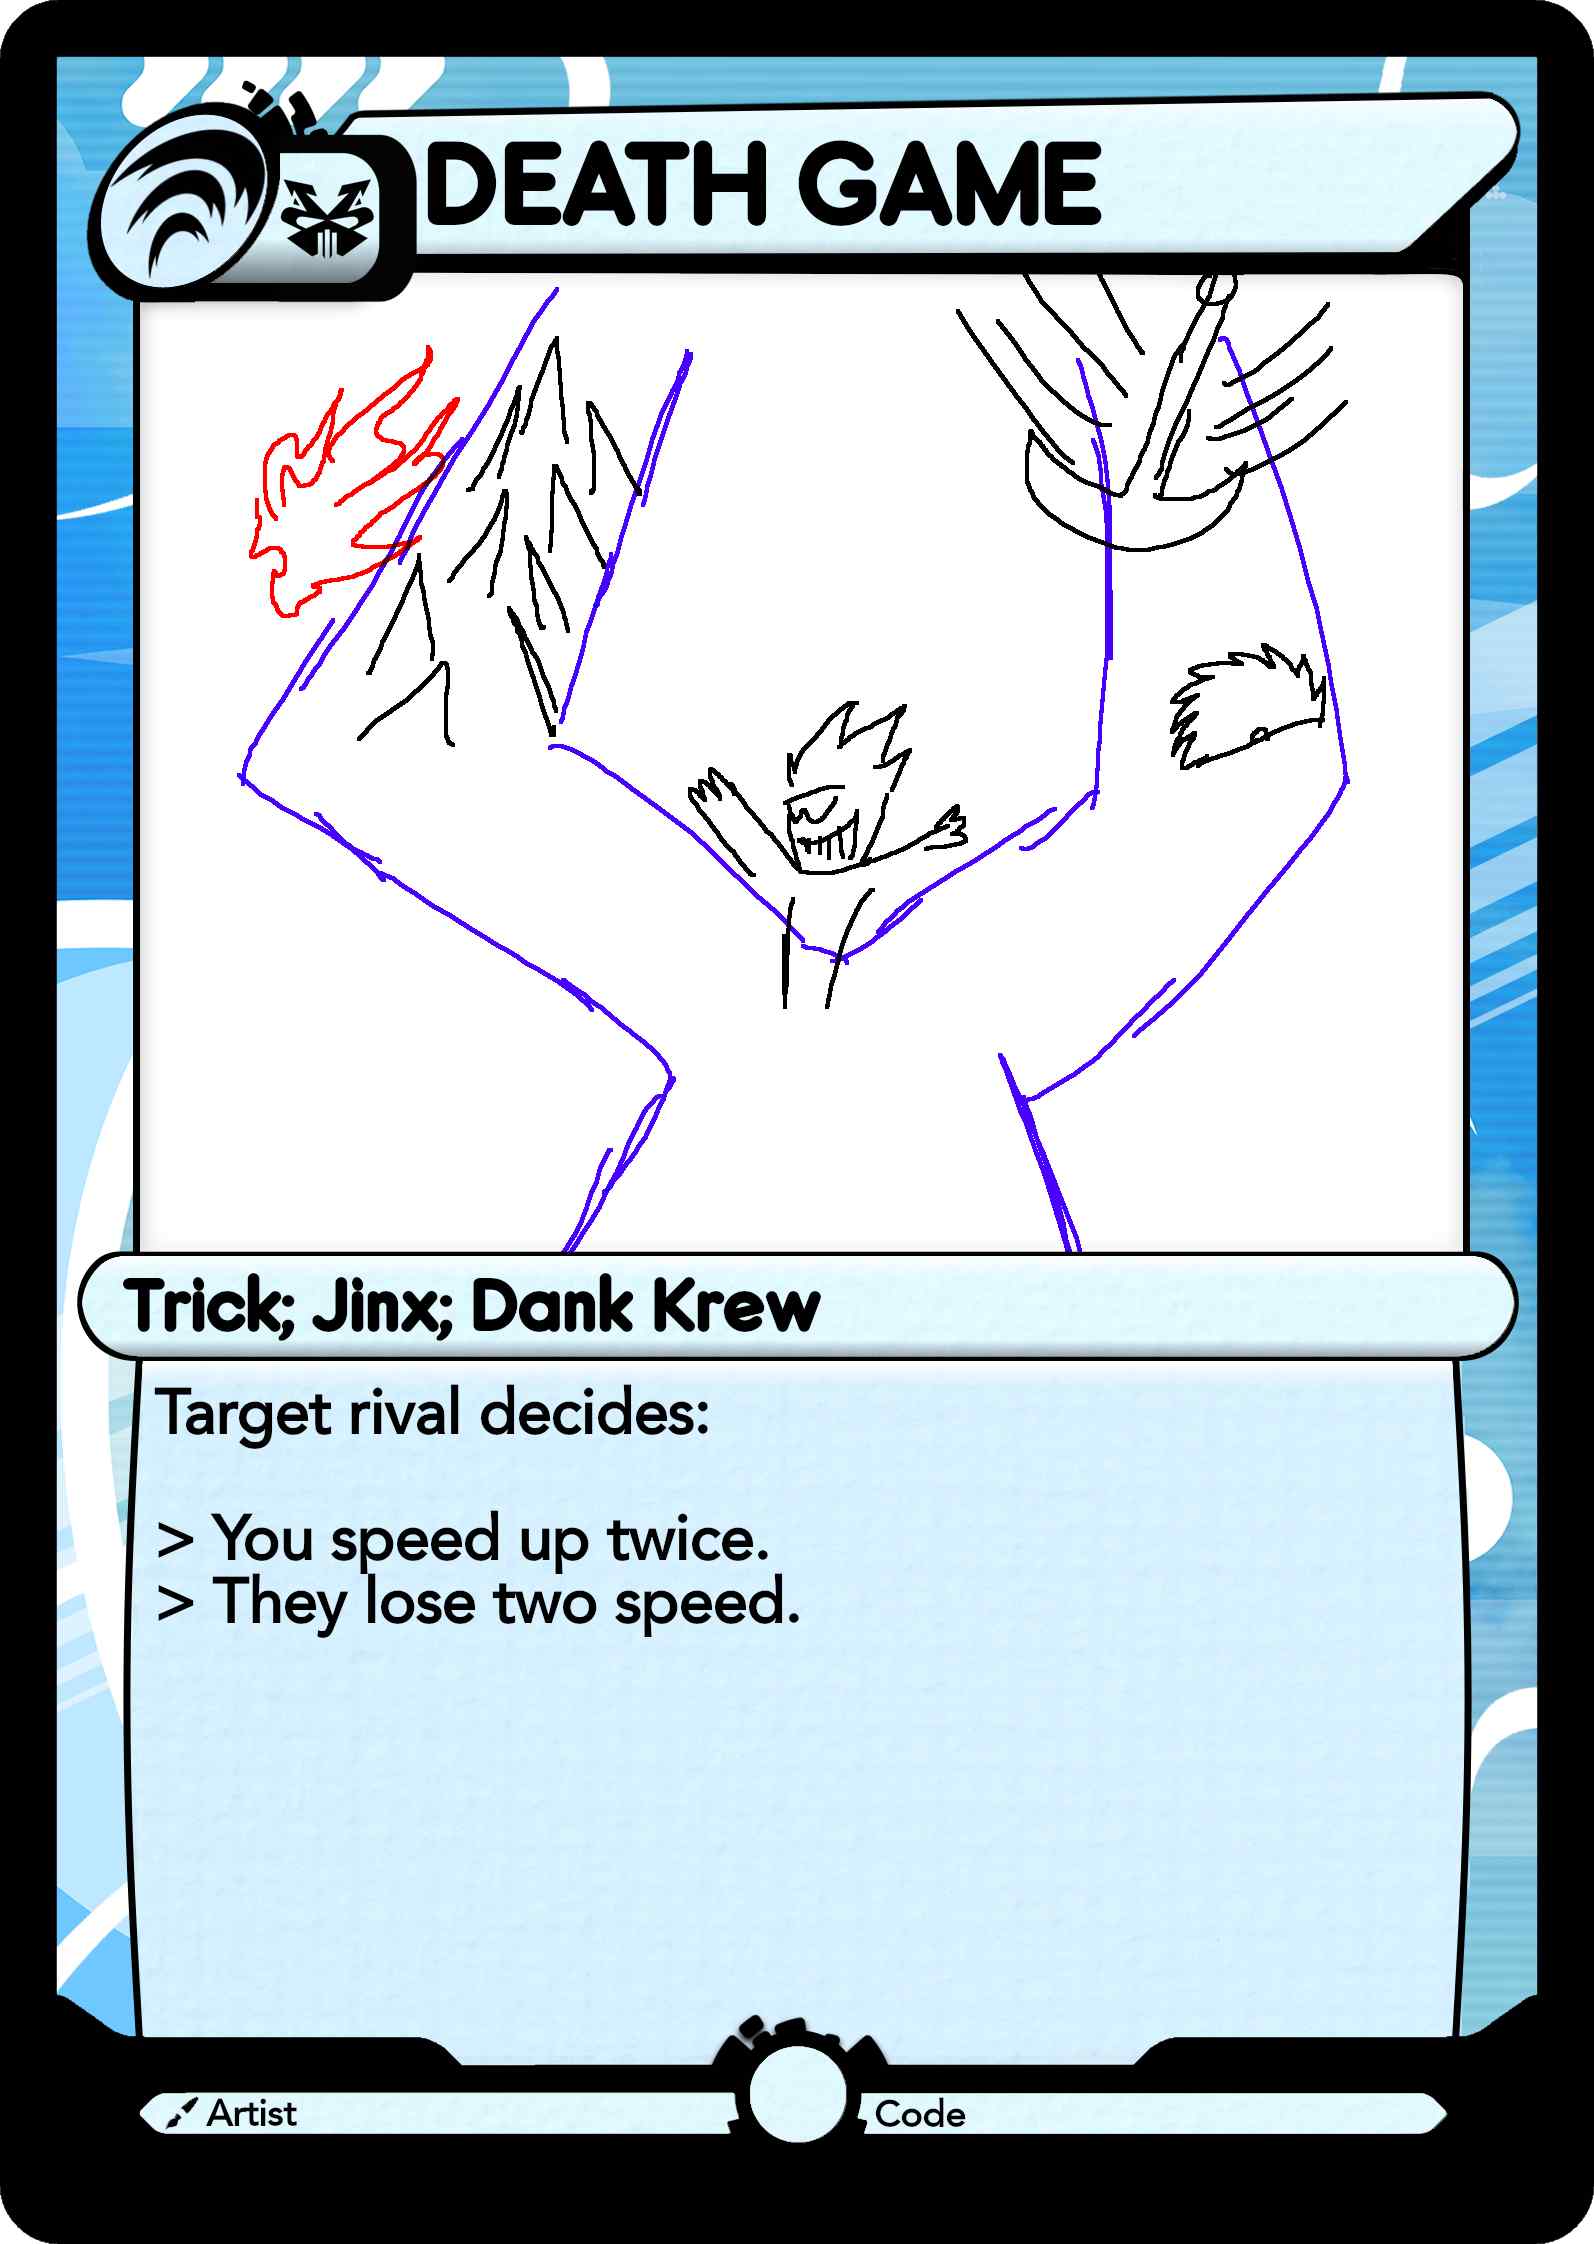 DEATH GAME
Trick; Jinx; Dank Krew
Target rival decides:
> You speed up twice.
> They lose two speed.
Artist
Code